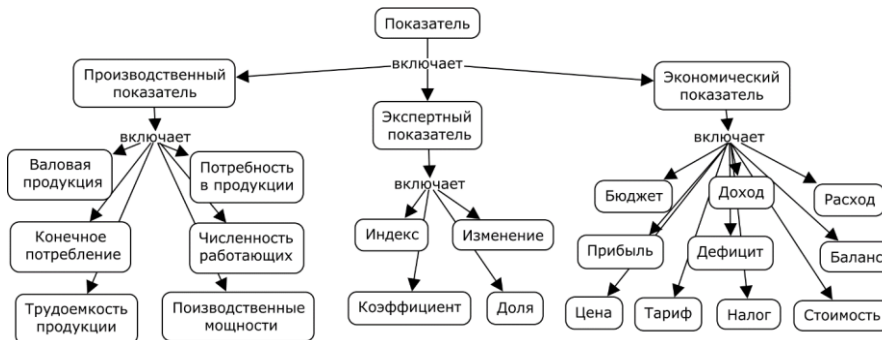 Показатель
включает
Производственный
показатель
Экспертный
показатель
Экономический
показатель
включает
Валовая
продукция
Потребность
в продукции
Конечное
потребление
Численность
работающих
Трудоемкость
продукции
Поизводственные
мощности
включает
Индекс
Изменение
Коэффициент
Доля
включает
Бюджет
Доход
Расход
Прибыль
Дефицит
Баланс
Цена
Тариф
Налог
Стоимость